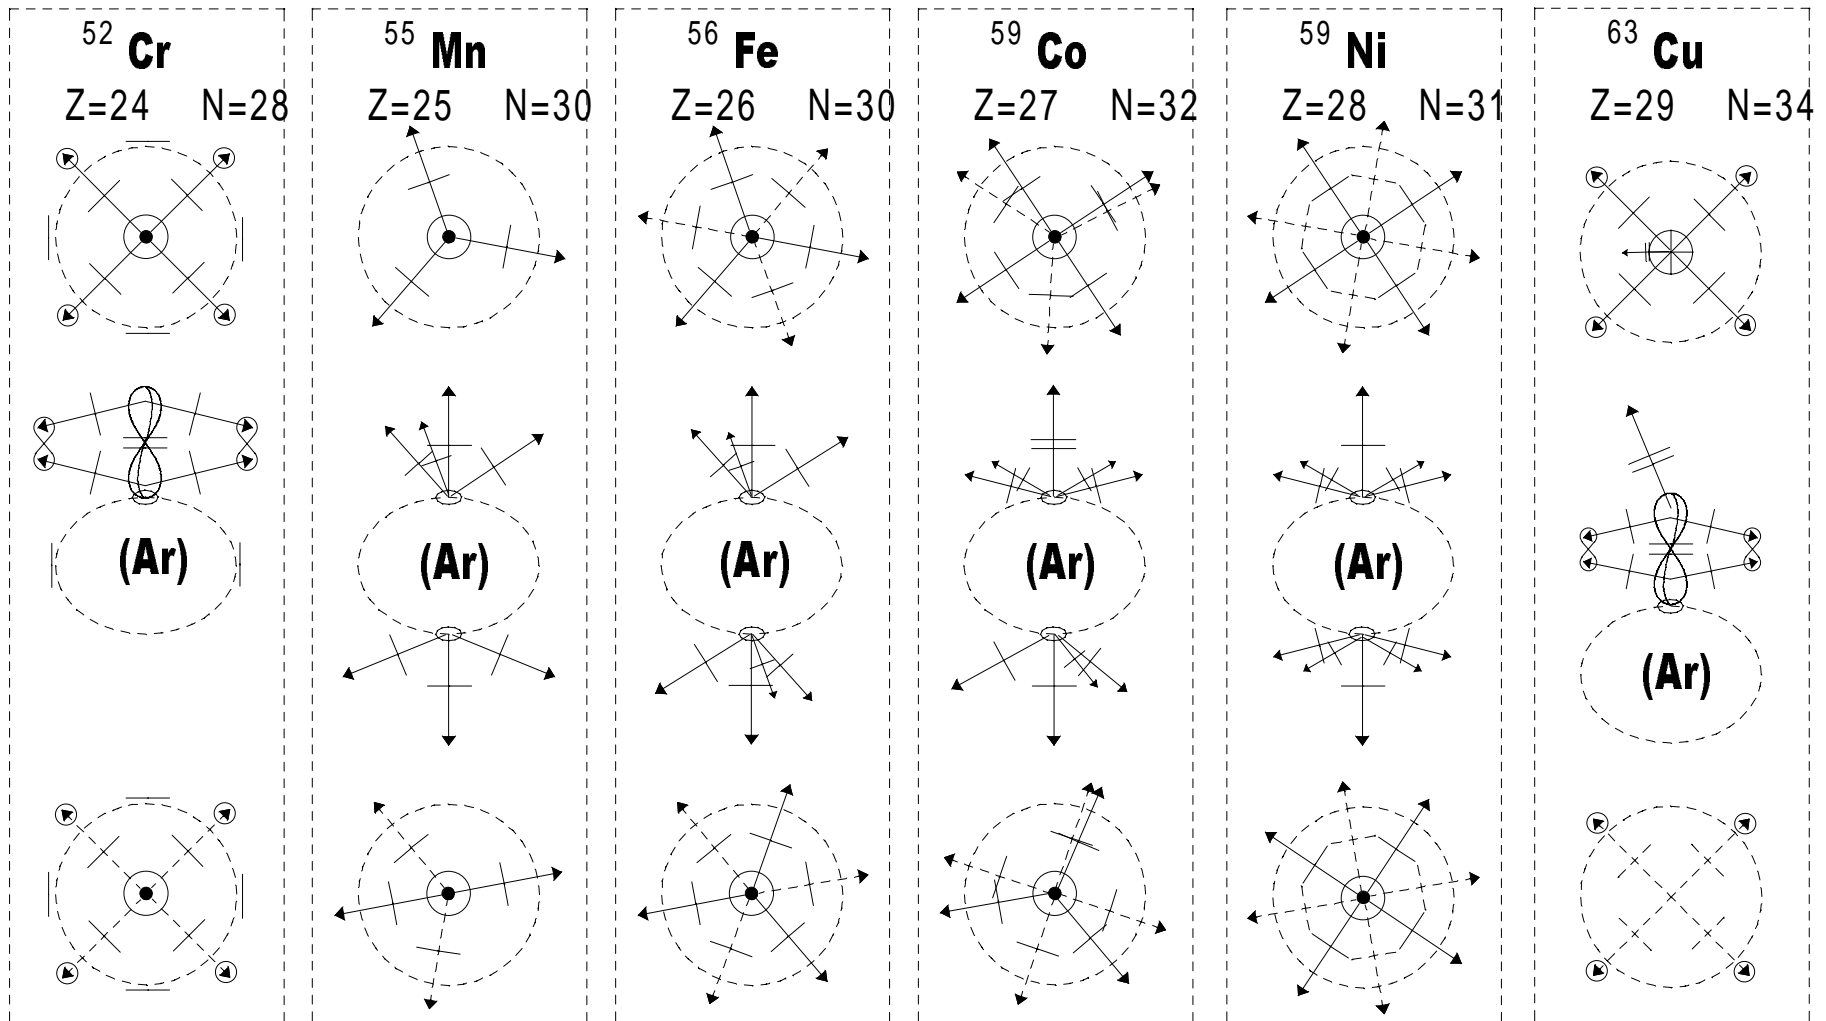 52 Cr
Z=24 N=28
(Ar)
55 Mn
Z=25 N=30
(Ar)
56 Fe
Z=26 N=30
(Ar)
59 Co
Z=27 N=32
(Ar)
59 Ni
Z=28 N=31
(Ar)
63 Cu
Z=29 N=34
(Ar)